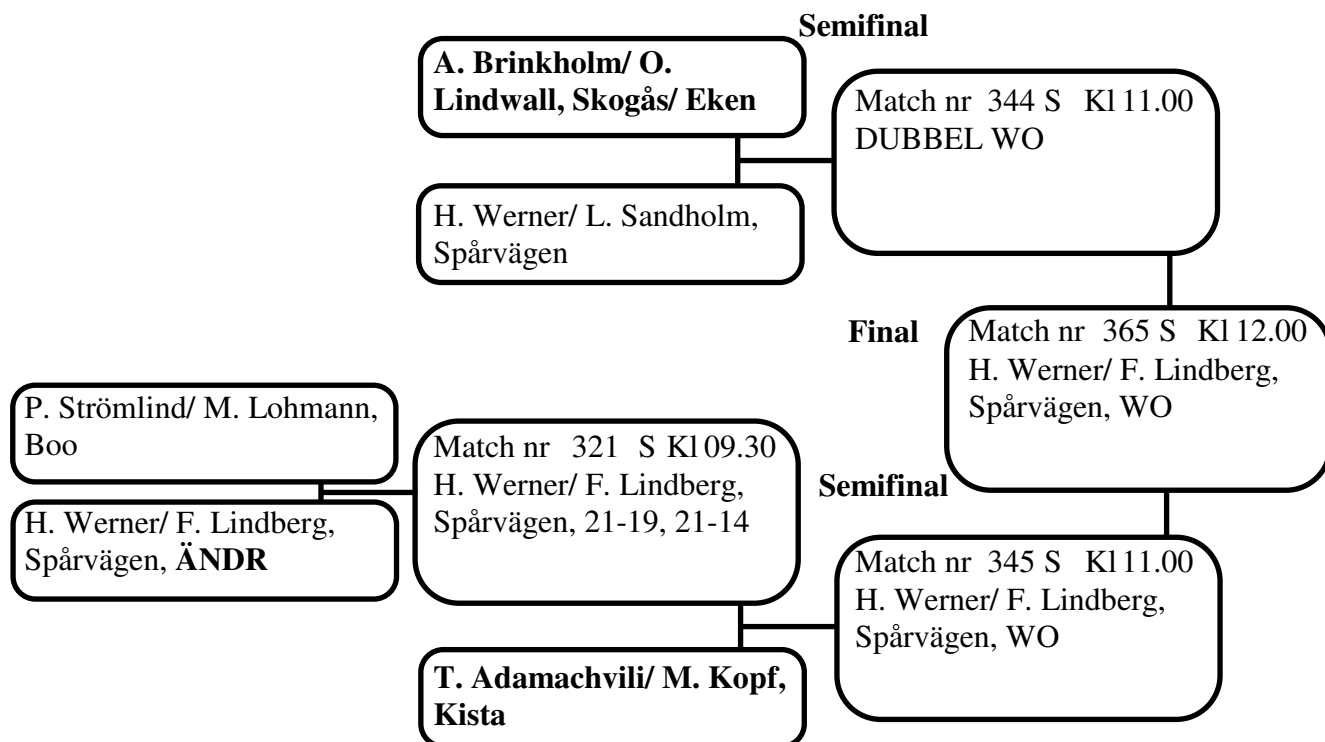 Semifinal
A. Brinkholm/ O.
Lindwall, Skogås/ Eken
Match nr 344 S Kl 11.00
DUBBEL WO
H. Werner/ L. Sandholm,
Spårvägen
Final
Match nr 365 S Kl 12.00
H. Werner/ F. Lindberg,
Spårvägen, WO
P. Strömlind/ M. Lohmann,
Boo
Match nr 321 S Kl 09.30
H. Werner/ F. Lindberg,
Spårvägen, 21-19, 21-14
H. Werner/ F. Lindberg,
Spårvägen, ÄNDR
Semifinal
Match nr 345 S Kl 11.00
H. Werner/ F. Lindberg,
Spårvägen, WO
T. Adamachvili/ M. Kopf,
Kista